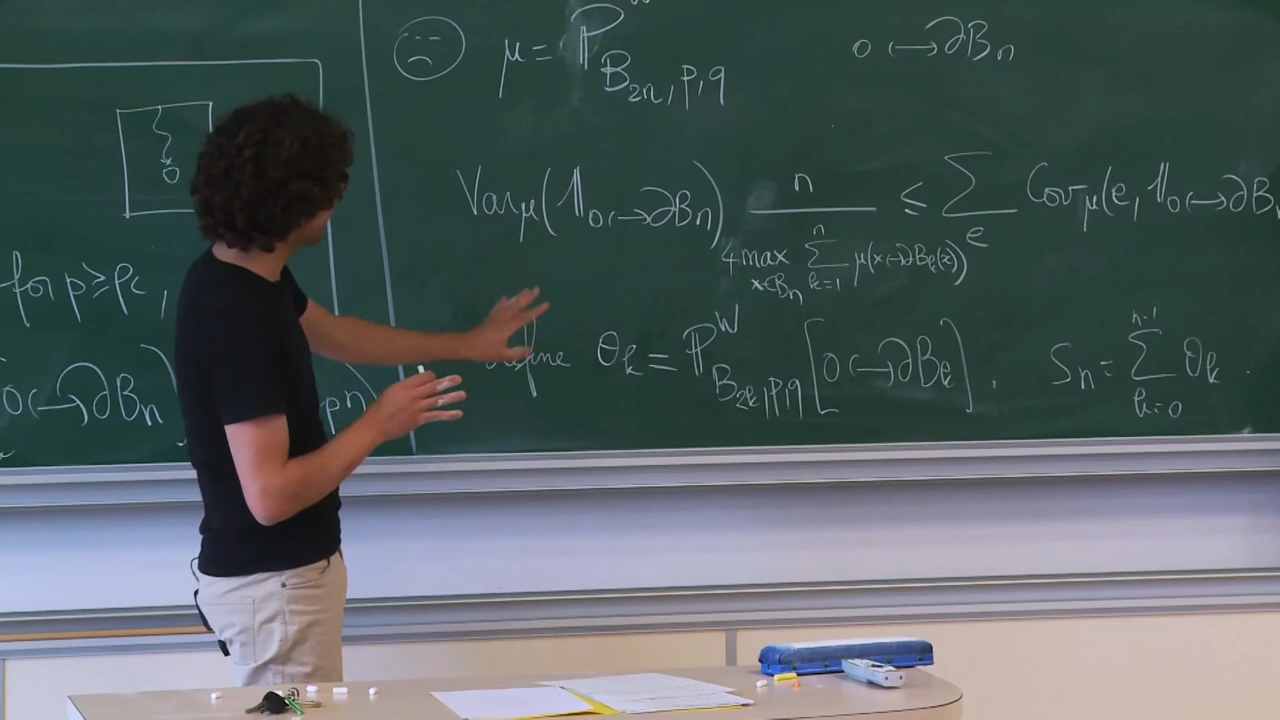 for p ≥ p_c ,
0 ↔ ∂B_n)
pn)
μ = P^W_{B_{2n},p,q}
0 ↔ ∂B_n
Var_μ(𝟙_{0↔∂B_n}) n / (4 max_{x∈B_n} Σ_{k=1}^{n} μ(x↔∂B_k(x))) ≤ Σ_e Cov_μ(e, 𝟙_{0↔∂B
define θ_k = P^W_{B_{2k},p,q}[0 ↔ ∂B_k] . S_n = Σ_{k=0}^{n-1} θ_k .